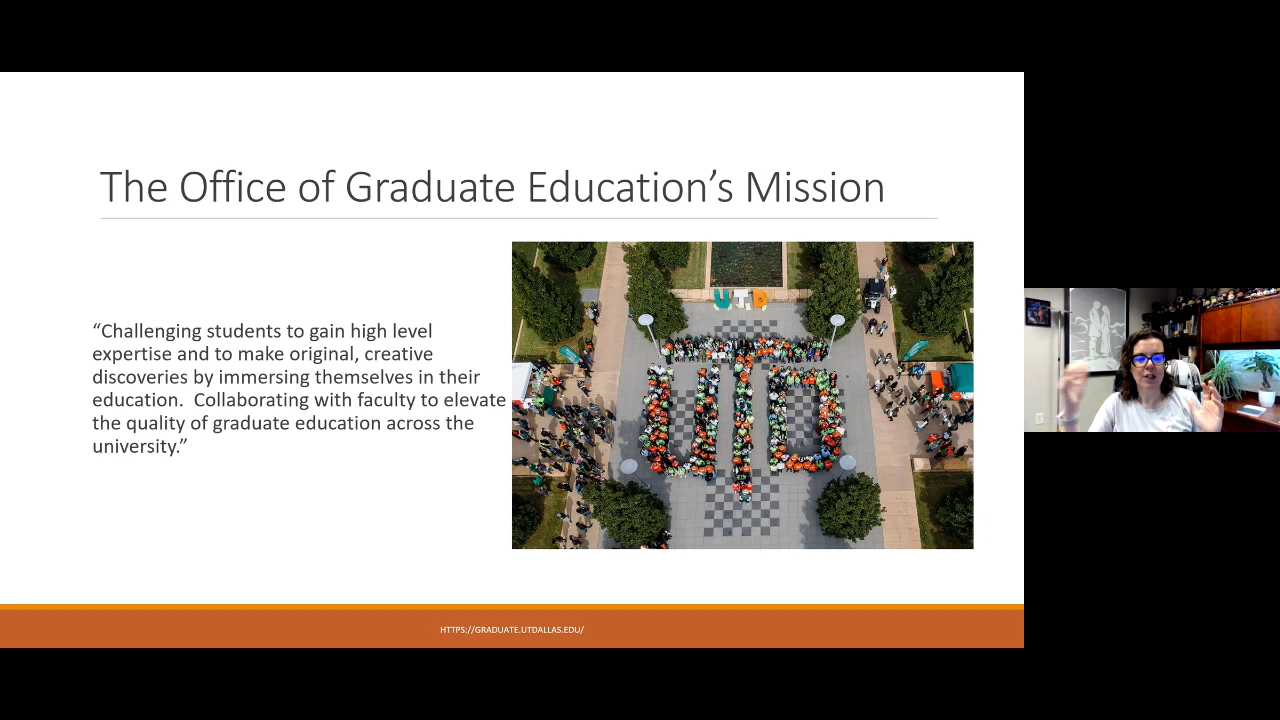 The Office of Graduate Education’s Mission
“Challenging students to gain high level
expertise and to make original, creative
discoveries by immersing themselves in their
education.  Collaborating with faculty to elevate
the quality of graduate education across the
university.”
UTD
UTD
HTTPS://GRADUATE.UTDALLAS.EDU/